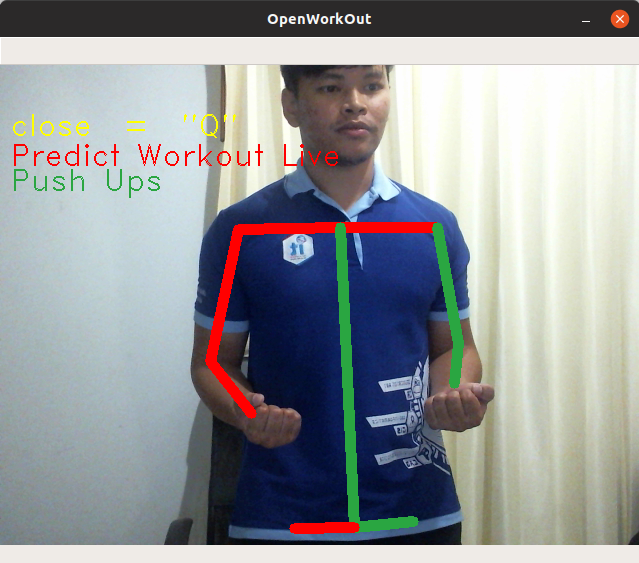 OpenWorkOut
close = "Q"
Predict Workout Live
Push Ups